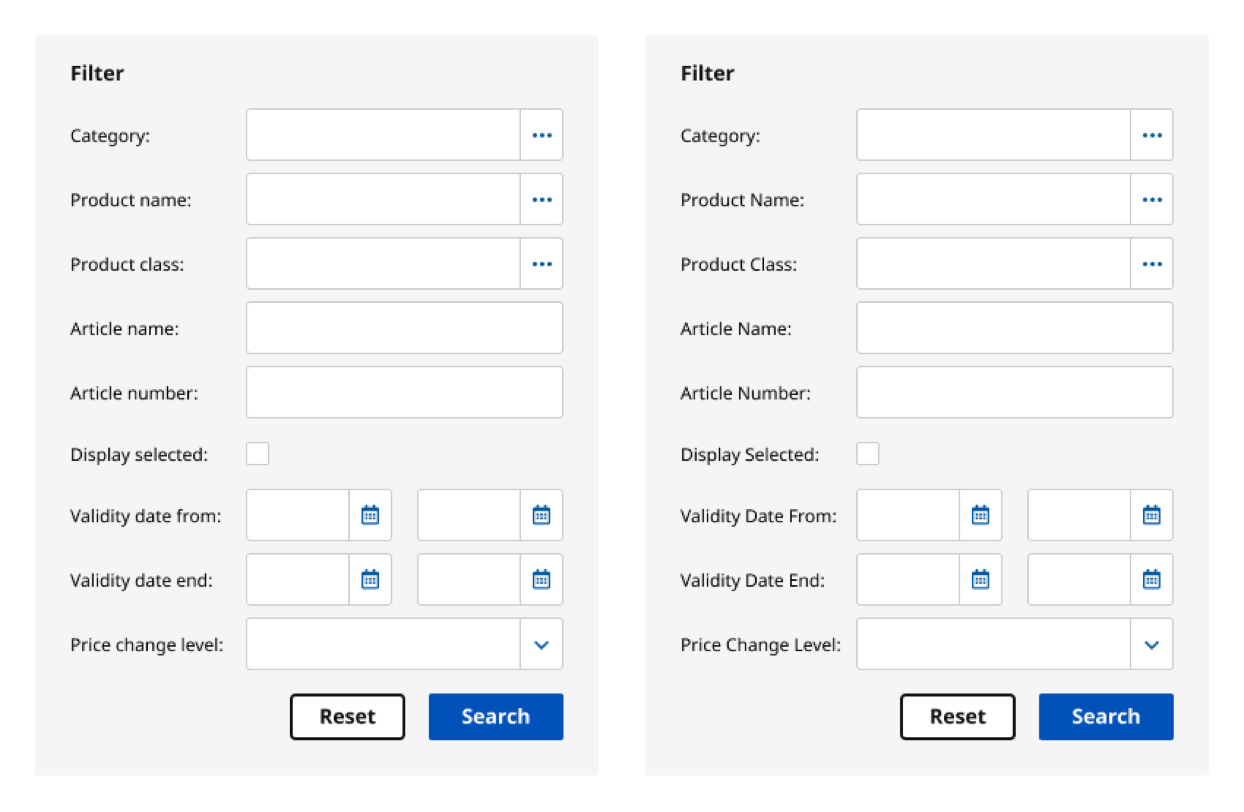 Filter
Category:
Product name:
Product class:
Article name:
Article number:
Display selected:
Validity date from:
Validity date end:
Price change level:
Reset Search
Filter
Category:
Product Name:
Product Class:
Article Name:
Article Number:
Display Selected:
Validity Date From:
Validity Date End:
Price Change Level:
Reset Search